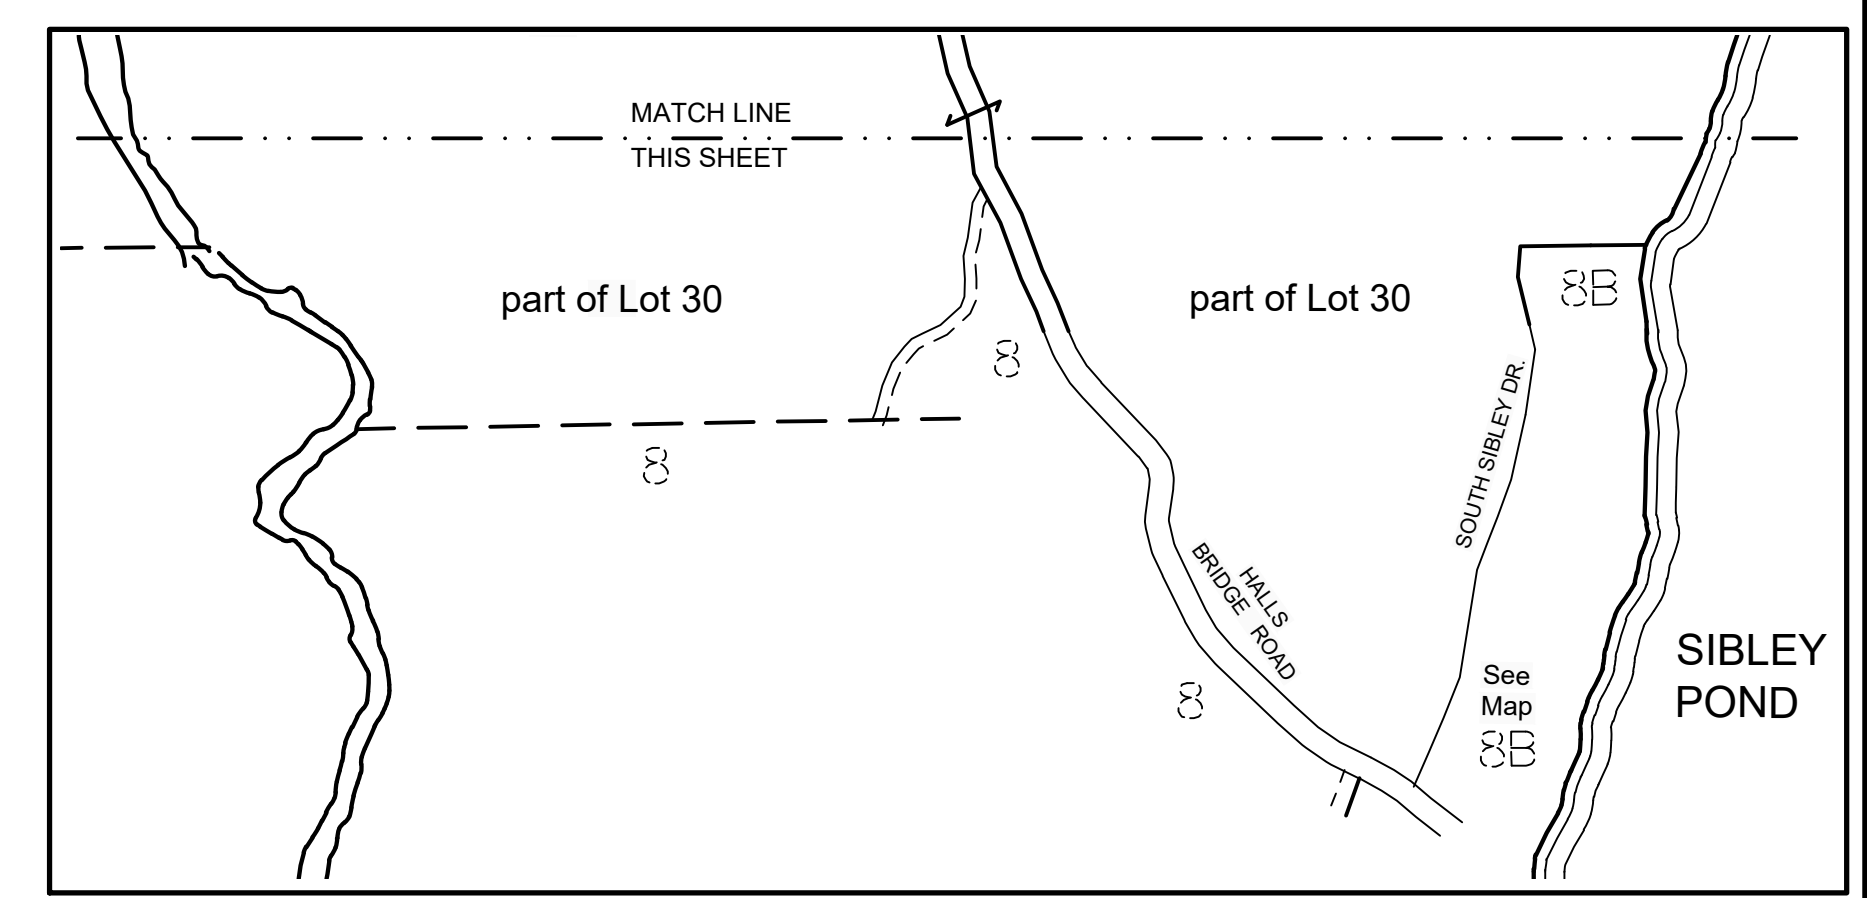 MATCH LINE
THIS SHEET
part of Lot 30
part of Lot 30
8B
8
SOUTH SIBLEY DR.
8
HALLS
BRIDGE ROAD
8
See
Map
8B
SIBLEY
POND